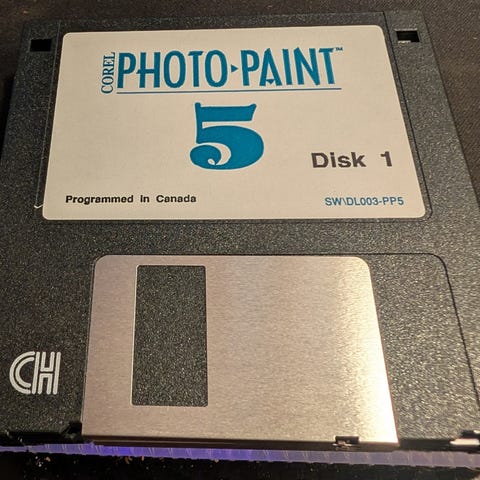 COREL PHOTO▸PAINT™
5
Disk 1
Programmed in Canada
SW\DL003-PP5
CH